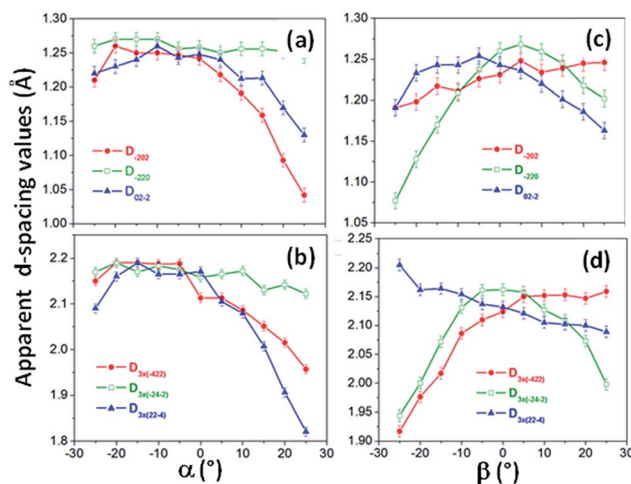 Apparent d-spacing values (Å)
(a)
1.30
1.25
1.20
1.15
1.10
1.05
1.00
D-202
D-220
D02-2
(c)
1.30
1.25
1.20
1.15
1.10
1.05
D-202
D-220
D02-2
(b)
2.2
2.1
2.0
1.9
1.8
D3x(-422)
D3x(-24-2)
D3x(22-4)
-30 -20 -10 0 10 20 30
α (°)
(d)
2.25
2.20
2.15
2.10
2.05
2.00
1.95
1.90
D3x(-422)
D3x(-24-2)
D3x(22-4)
-30 -20 -10 0 10 20 30
β (°)